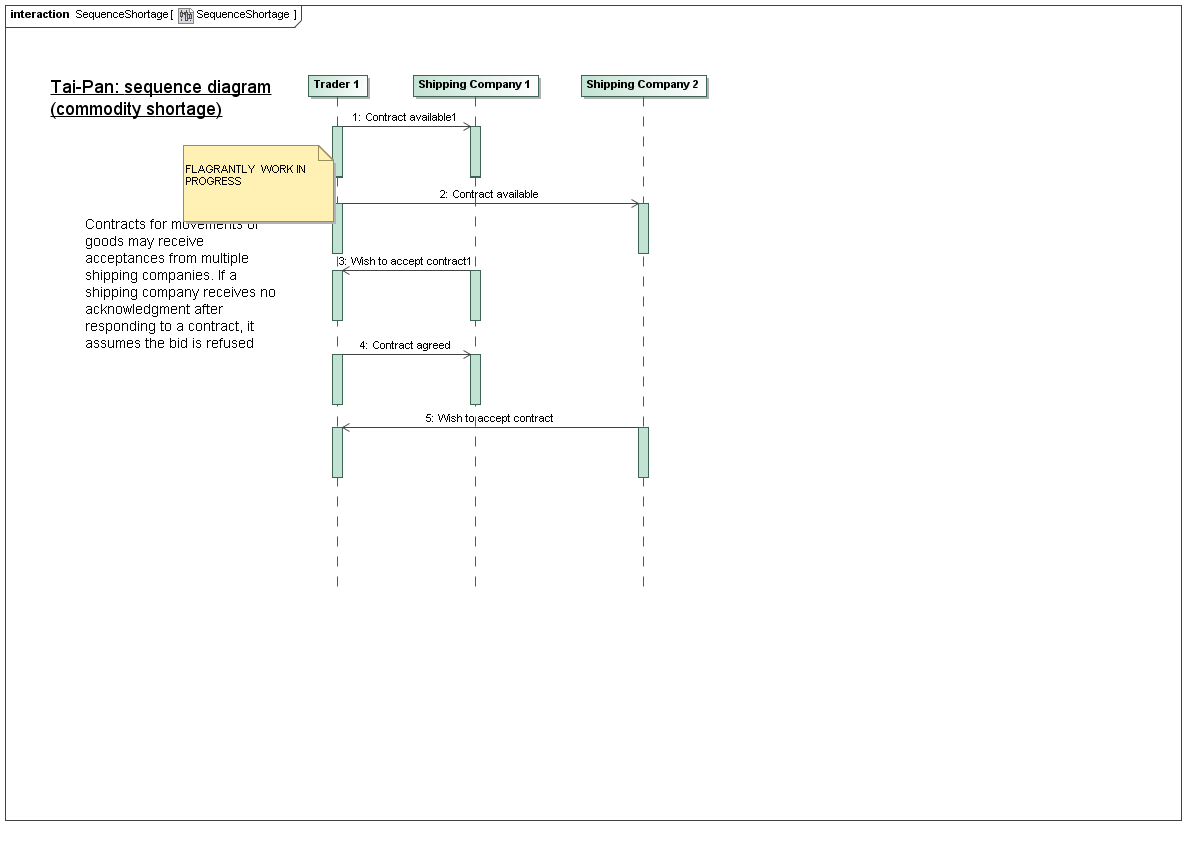 interaction SequenceShortage [ SequenceShortage ]
Tai-Pan: sequence diagram
(commodity shortage)
Trader 1
Shipping Company 1
Shipping Company 2
1: Contract available1
FLAGRANTLY WORK IN
PROGRESS
2: Contract available
Contracts for movements of
goods may receive
acceptances from multiple
shipping companies. If a
shipping company receives no
acknowledgment after
responding to a contract, it
assumes the bid is refused
3: Wish to accept contract1
4: Contract agreed
5: Wish to accept contract